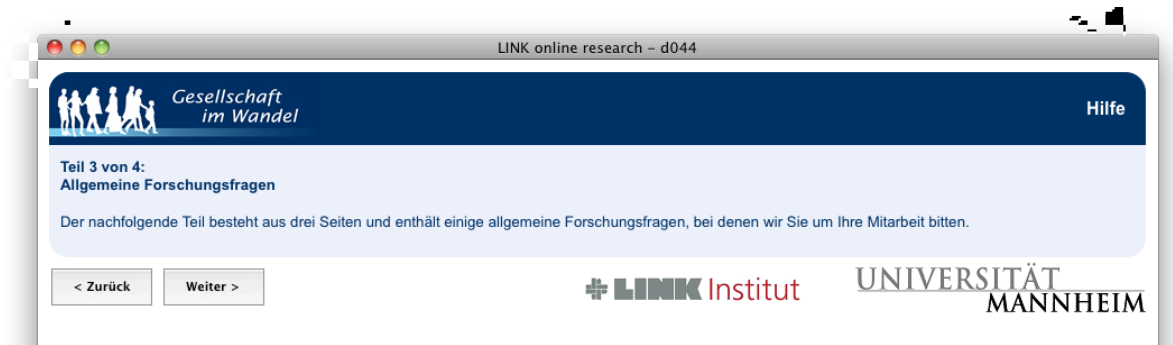 LINK online research – d044
Gesellschaft
im Wandel
Hilfe
Teil 3 von 4:
Allgemeine Forschungsfragen
Der nachfolgende Teil besteht aus drei Seiten und enthält einige allgemeine Forschungsfragen, bei denen wir Sie um Ihre Mitarbeit bitten.
< Zurück
Weiter >
LINK Institut
UNIVERSITÄT
MANNHEIM